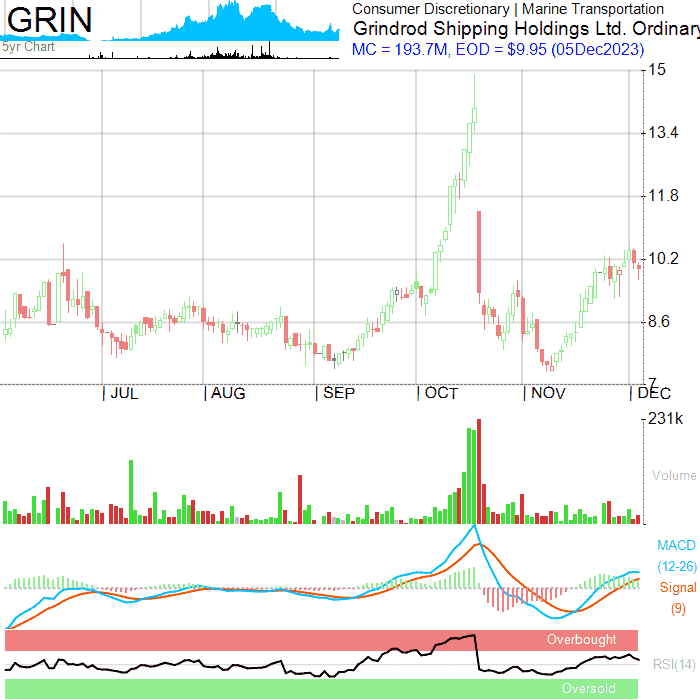 GRIN
5yr Chart
Consumer Discretionary | Marine Transportation
Grindrod Shipping Holdings Ltd. Ordinary
MC = 193.7M, EOD = $9.95 (05Dec2023)
15
13.4
11.8
10.2
8.6
7
JUL AUG SEP OCT NOV DEC
231k
Volume
MACD
(12-26)
Signal
(9)
Overbought
RSI(14)
Oversold